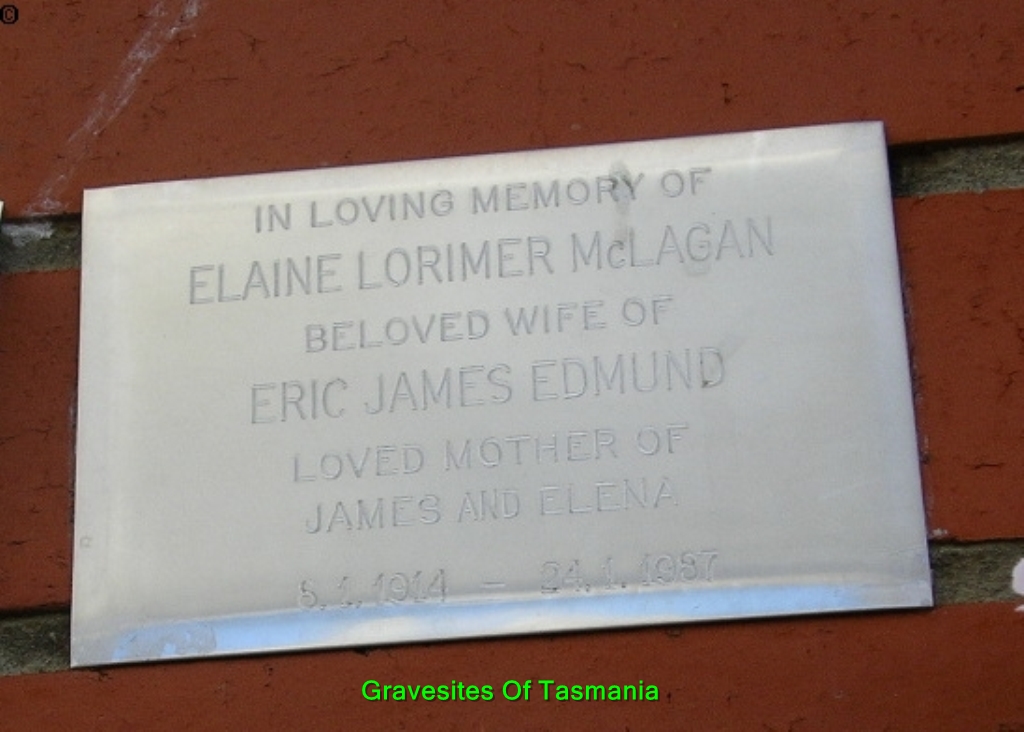 ©
IN LOVING MEMORY OF
ELAINE LORIMER McLAGAN
BELOVED WIFE OF
ERIC JAMES EDMUND
LOVED MOTHER OF
JAMES AND ELENA
1. 1914 – 24. 1. 1987
Gravesites Of Tasmania